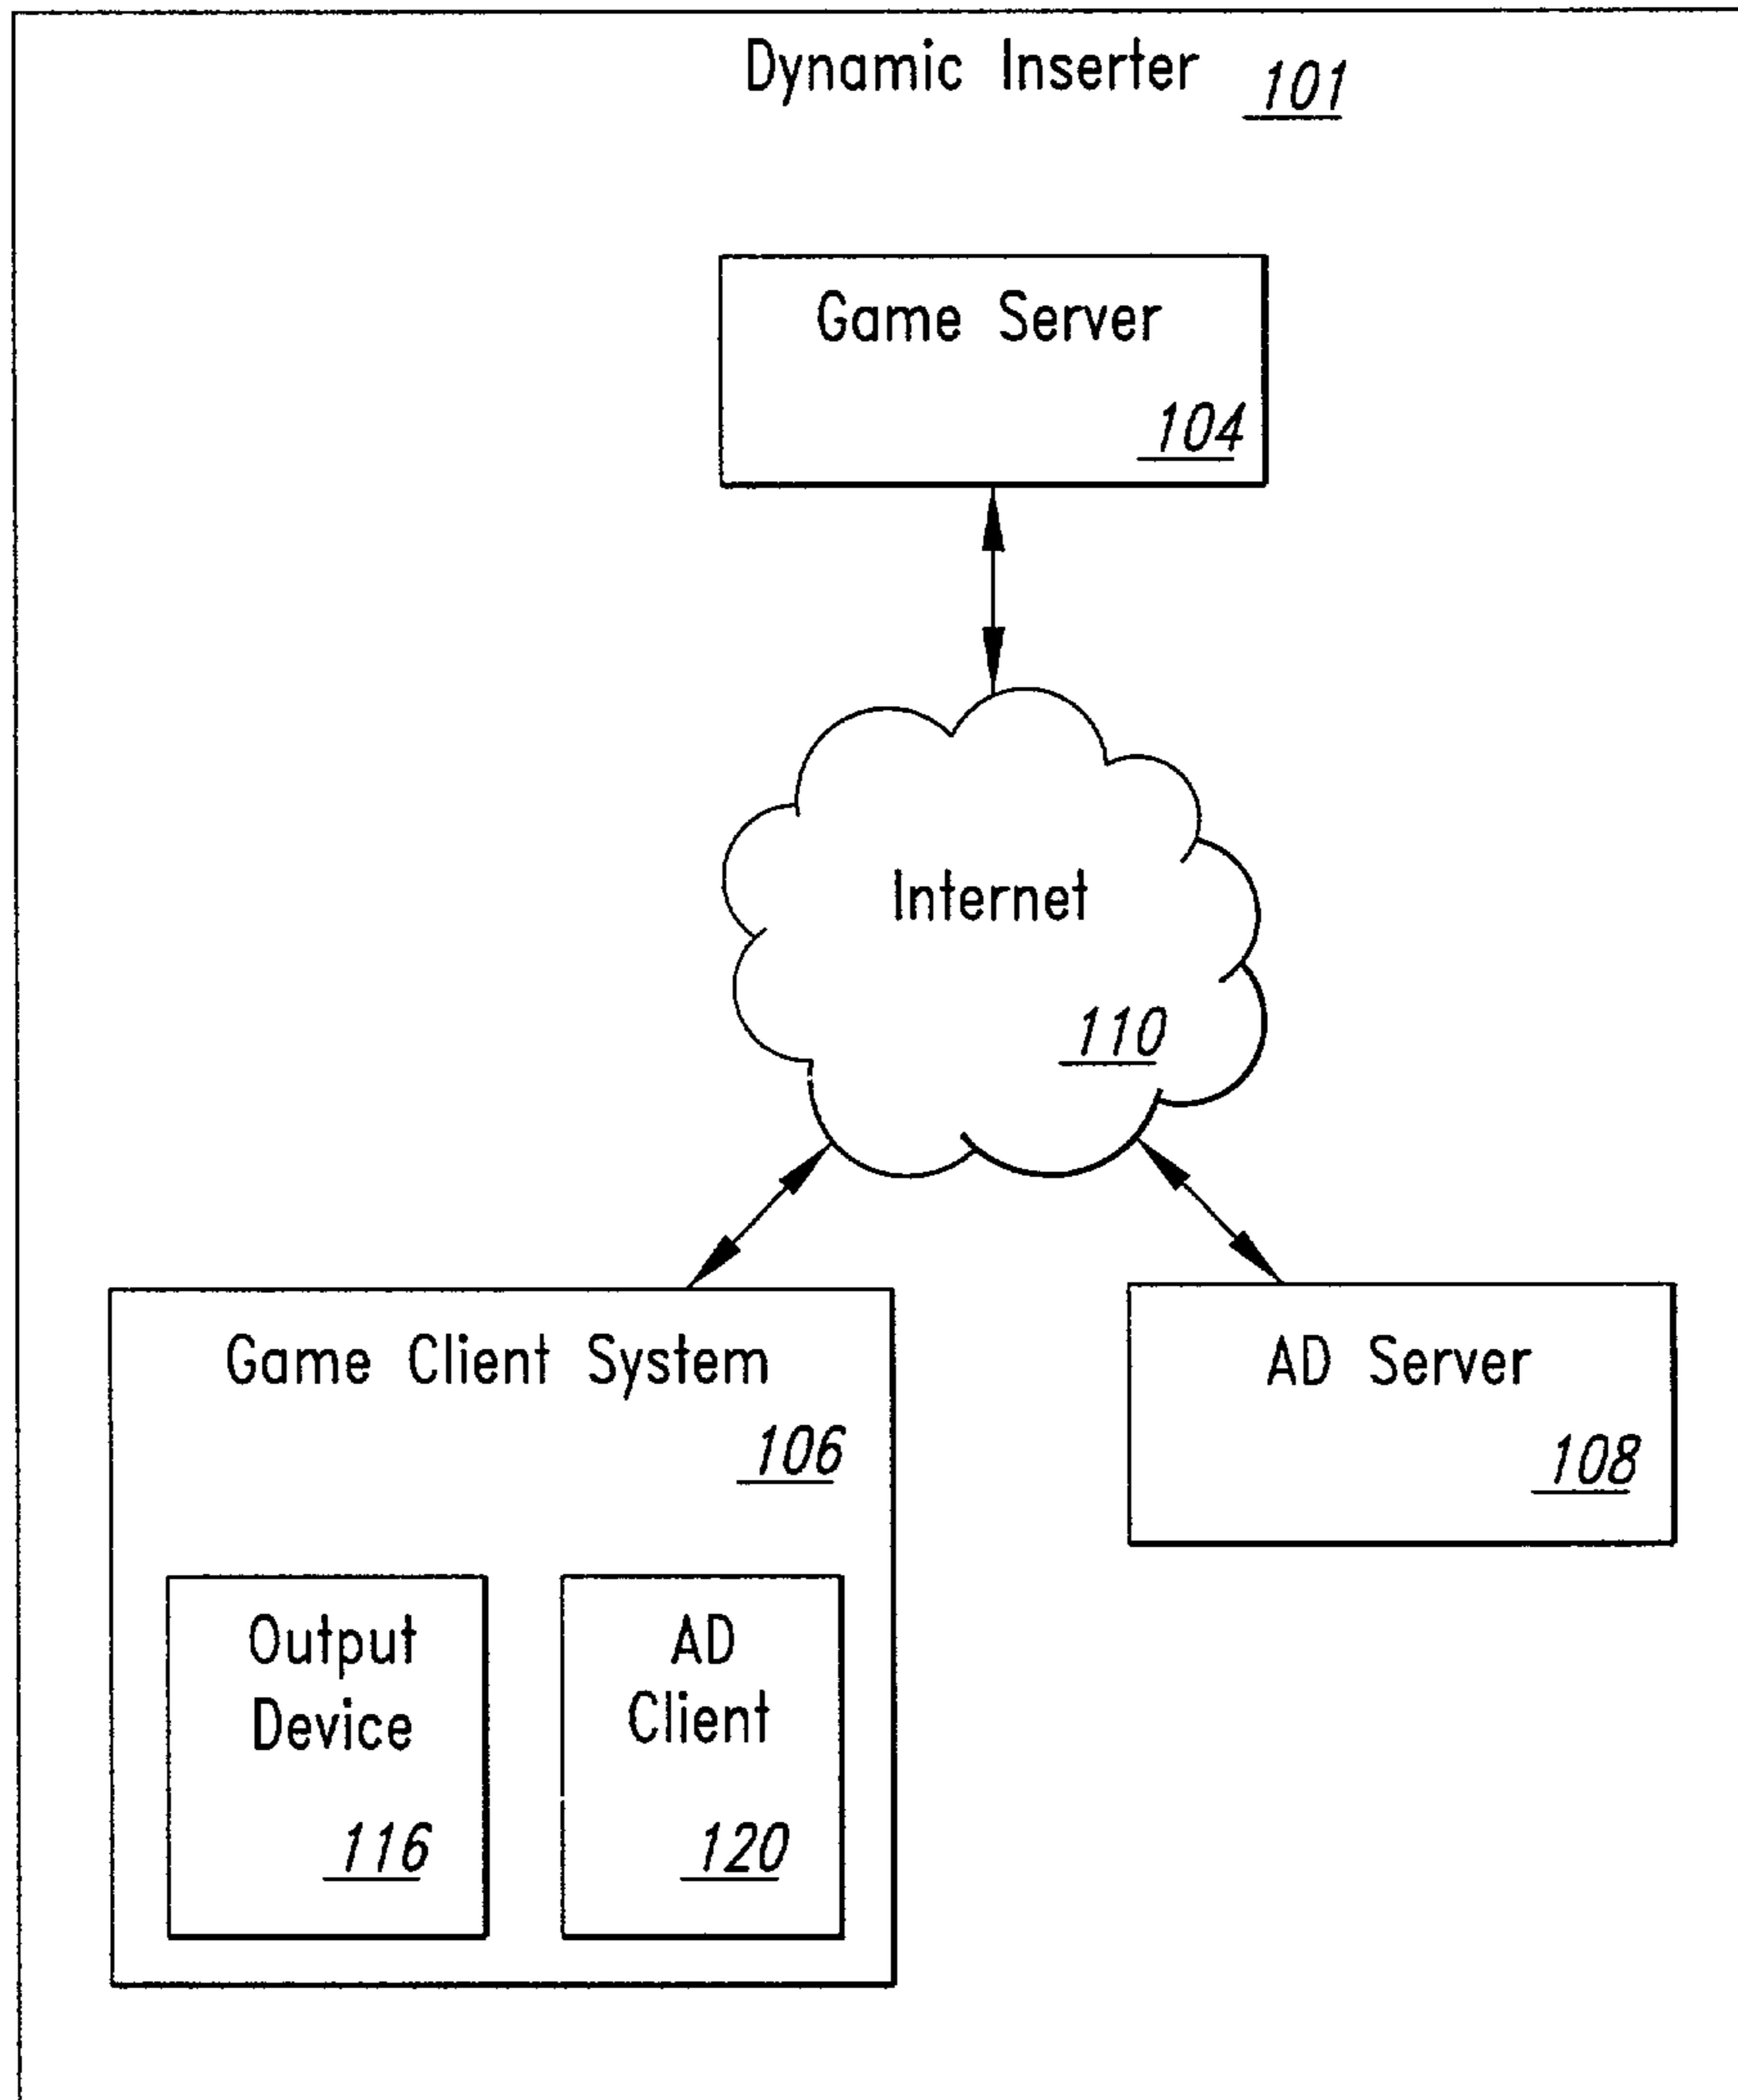 Dynamic Inserter 101
Game Server
104
Internet
110
Game Client System
106
AD Server
108
Output
Device
116
AD
Client
120